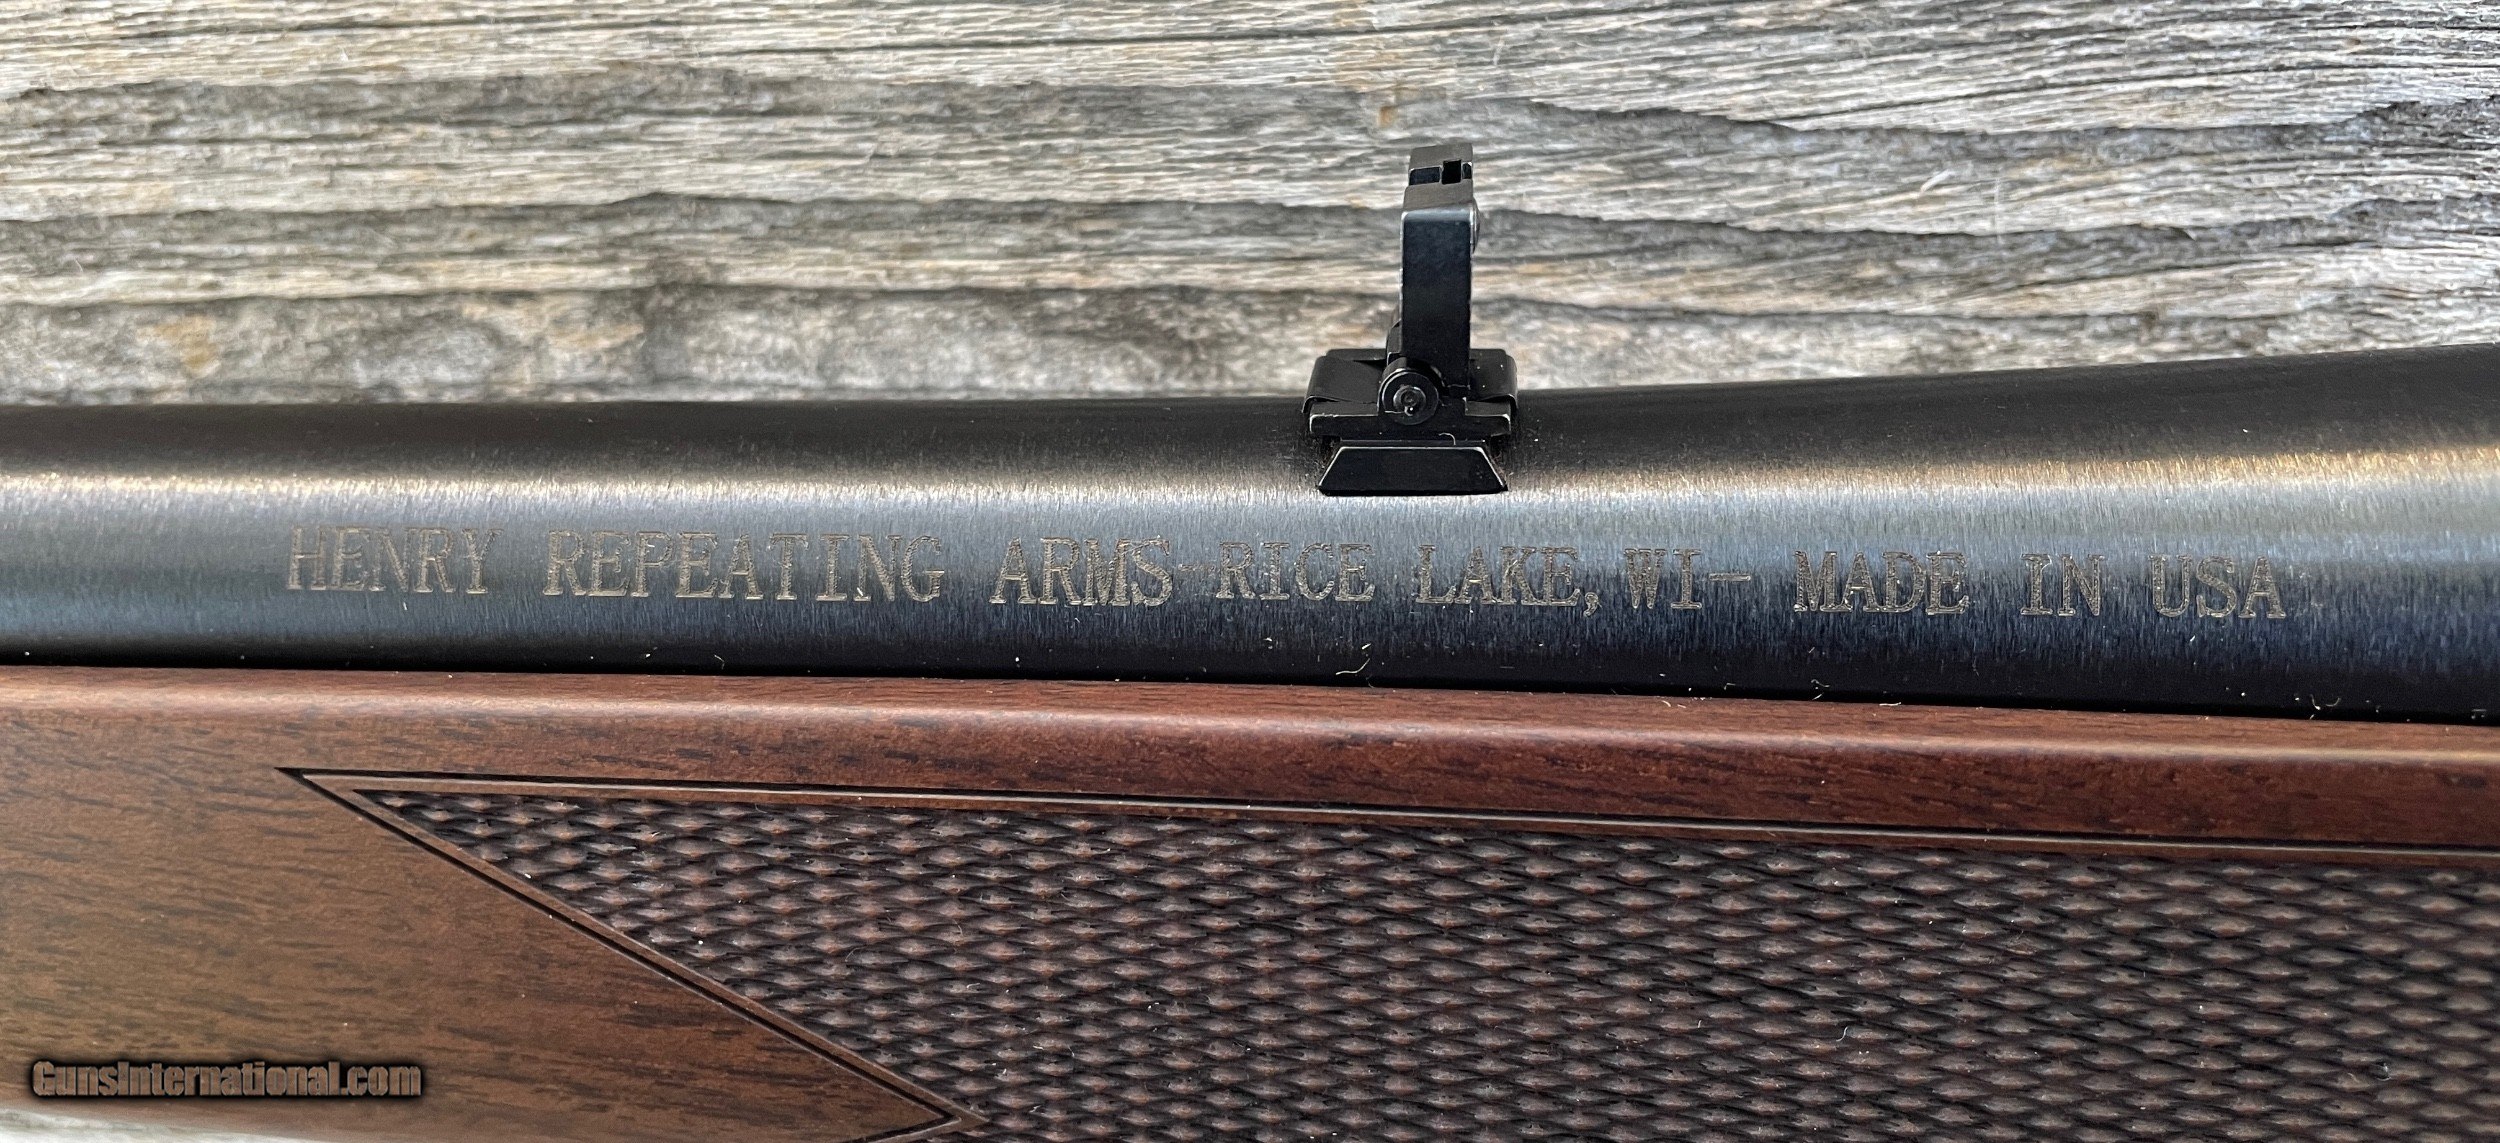 HENRY REPEATING ARMS-RICE LAKE, WI- MADE IN USA
GunsInternational.com